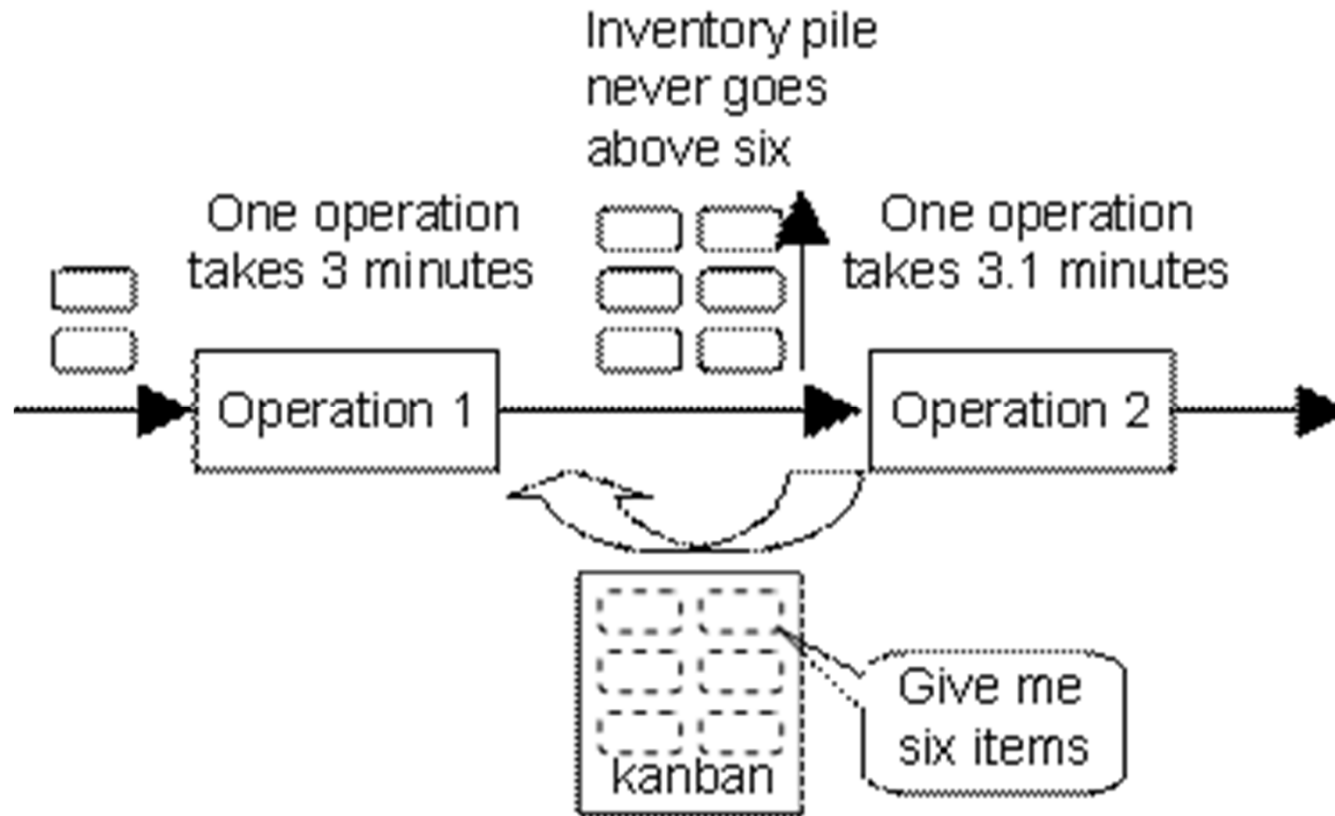 Inventory pile
never goes
above six
One operation
takes 3 minutes
One operation
takes 3.1 minutes
Operation 1
Operation 2
kanban
Give me
six items